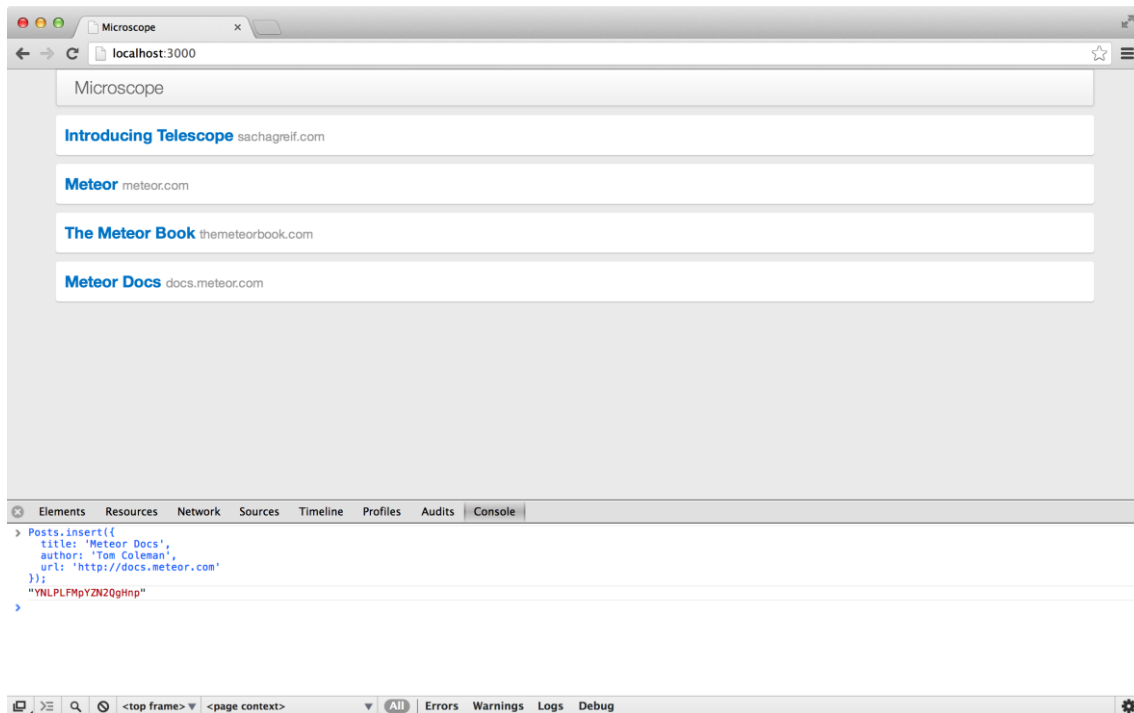 Microscope
localhost:3000
Microscope
Introducing Telescope sachagreif.com
Meteor meteor.com
The Meteor Book themeteorbook.com
Meteor Docs docs.meteor.com
Elements Resources Network Sources Timeline Profiles Audits Console
> Posts.insert({
title: 'Meteor Docs',
author: 'Tom Coleman',
url: 'http://docs.meteor.com'
});
"YNLPLFMpYZN2QgHnp"
>
<top frame> <page context> All Errors Warnings Logs Debug